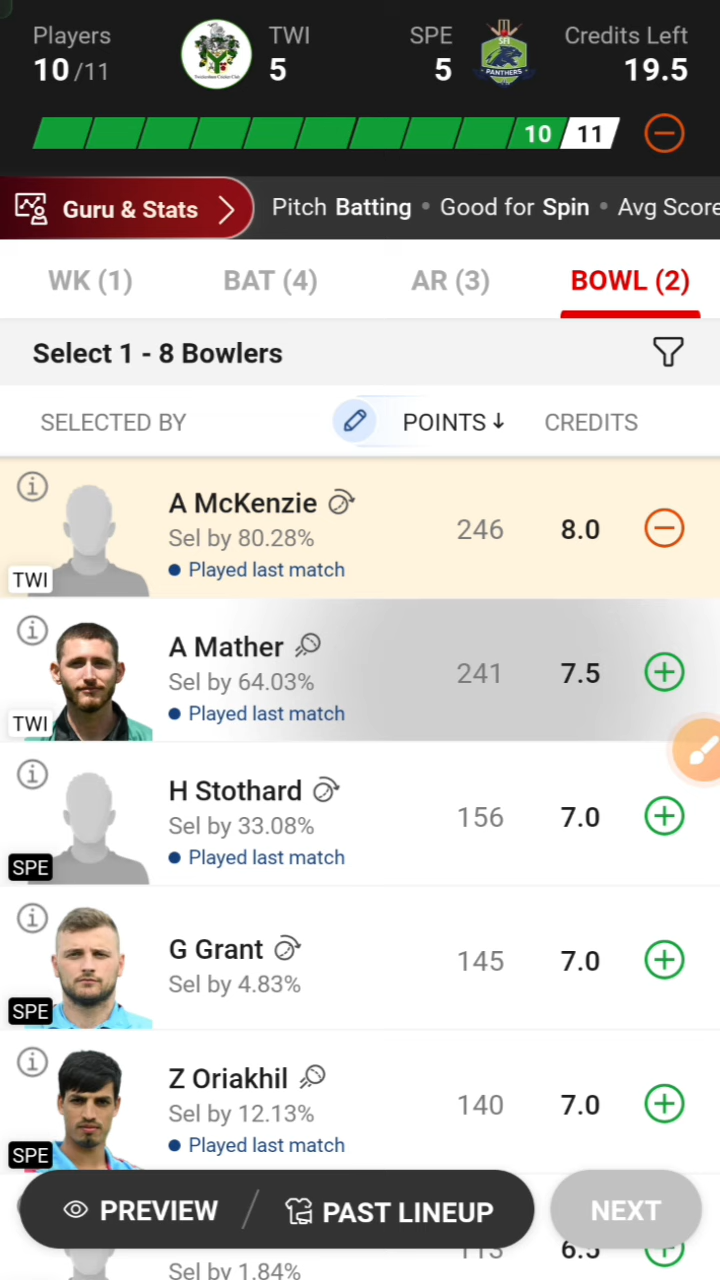 Players
TWI
SPE
Credits Left
10 /11
5
5
19.5
PANTHERS
10
11
Guru & Stats
Pitch Batting • Good for Spin • Avg Score
WK (1)
BAT (4)
AR (3)
BOWL (2)
Select 1 - 8 Bowlers
SELECTED BY
POINTS ↓
CREDITS
A McKenzie
Sel by 80.28%
246
8.0
Played last match
TWI
A Mather
Sel by 64.03%
241
7.5
Played last match
TWI
H Stothard
Sel by 33.08%
156
7.0
Played last match
SPE
G Grant
Sel by 4.83%
145
7.0
SPE
Z Oriakhil
Sel by 12.13%
140
7.0
Played last match
SPE
PREVIEW / PAST LINEUP
NEXT
113
6.5
Sel by 1.84%